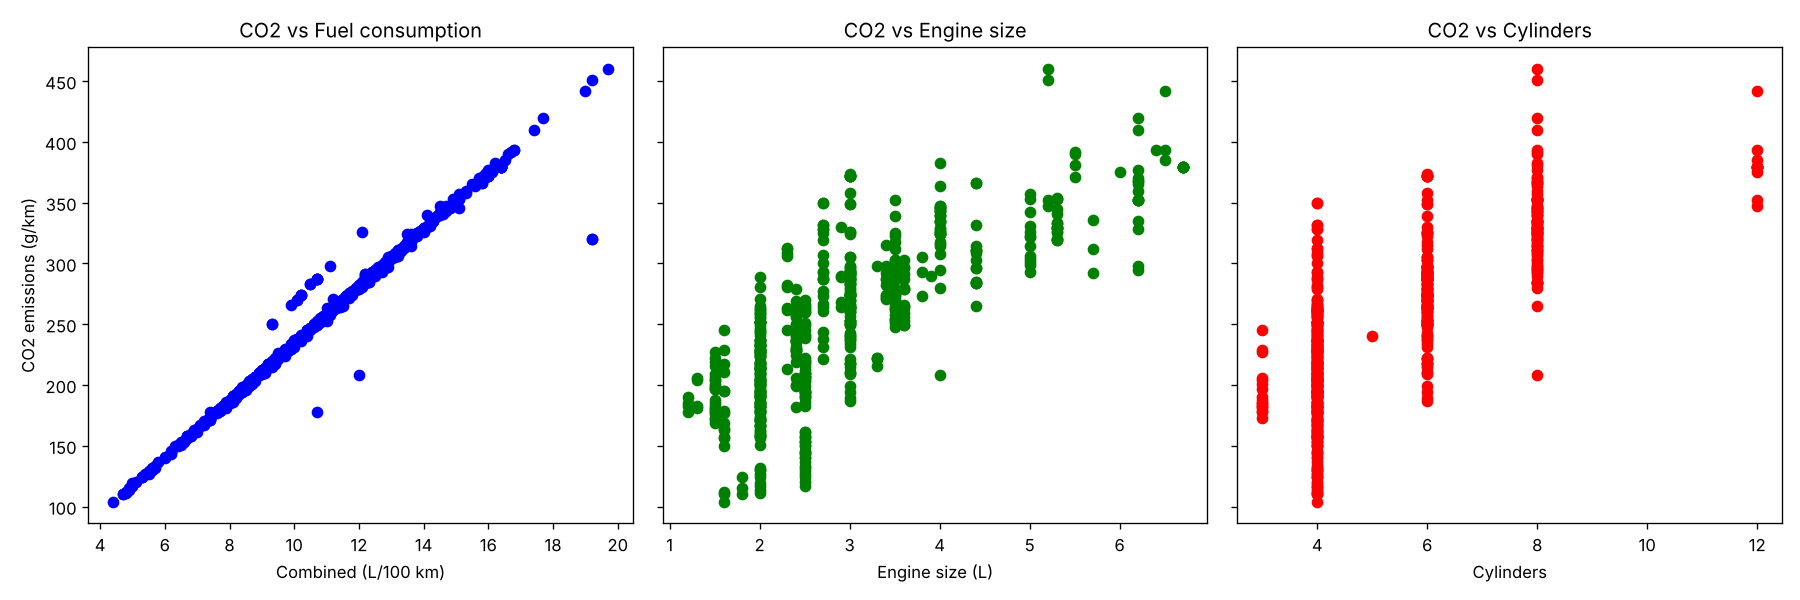 CO2 vs Fuel consumption
CO2 vs Engine size
CO2 vs Cylinders
CO2 emissions (g/km)
450
400
350
300
250
200
150
100
4 6 8 10 12 14 16 18 20
1 2 3 4 5 6
4 6 8 10 12
Combined (L/100 km)
Engine size (L)
Cylinders